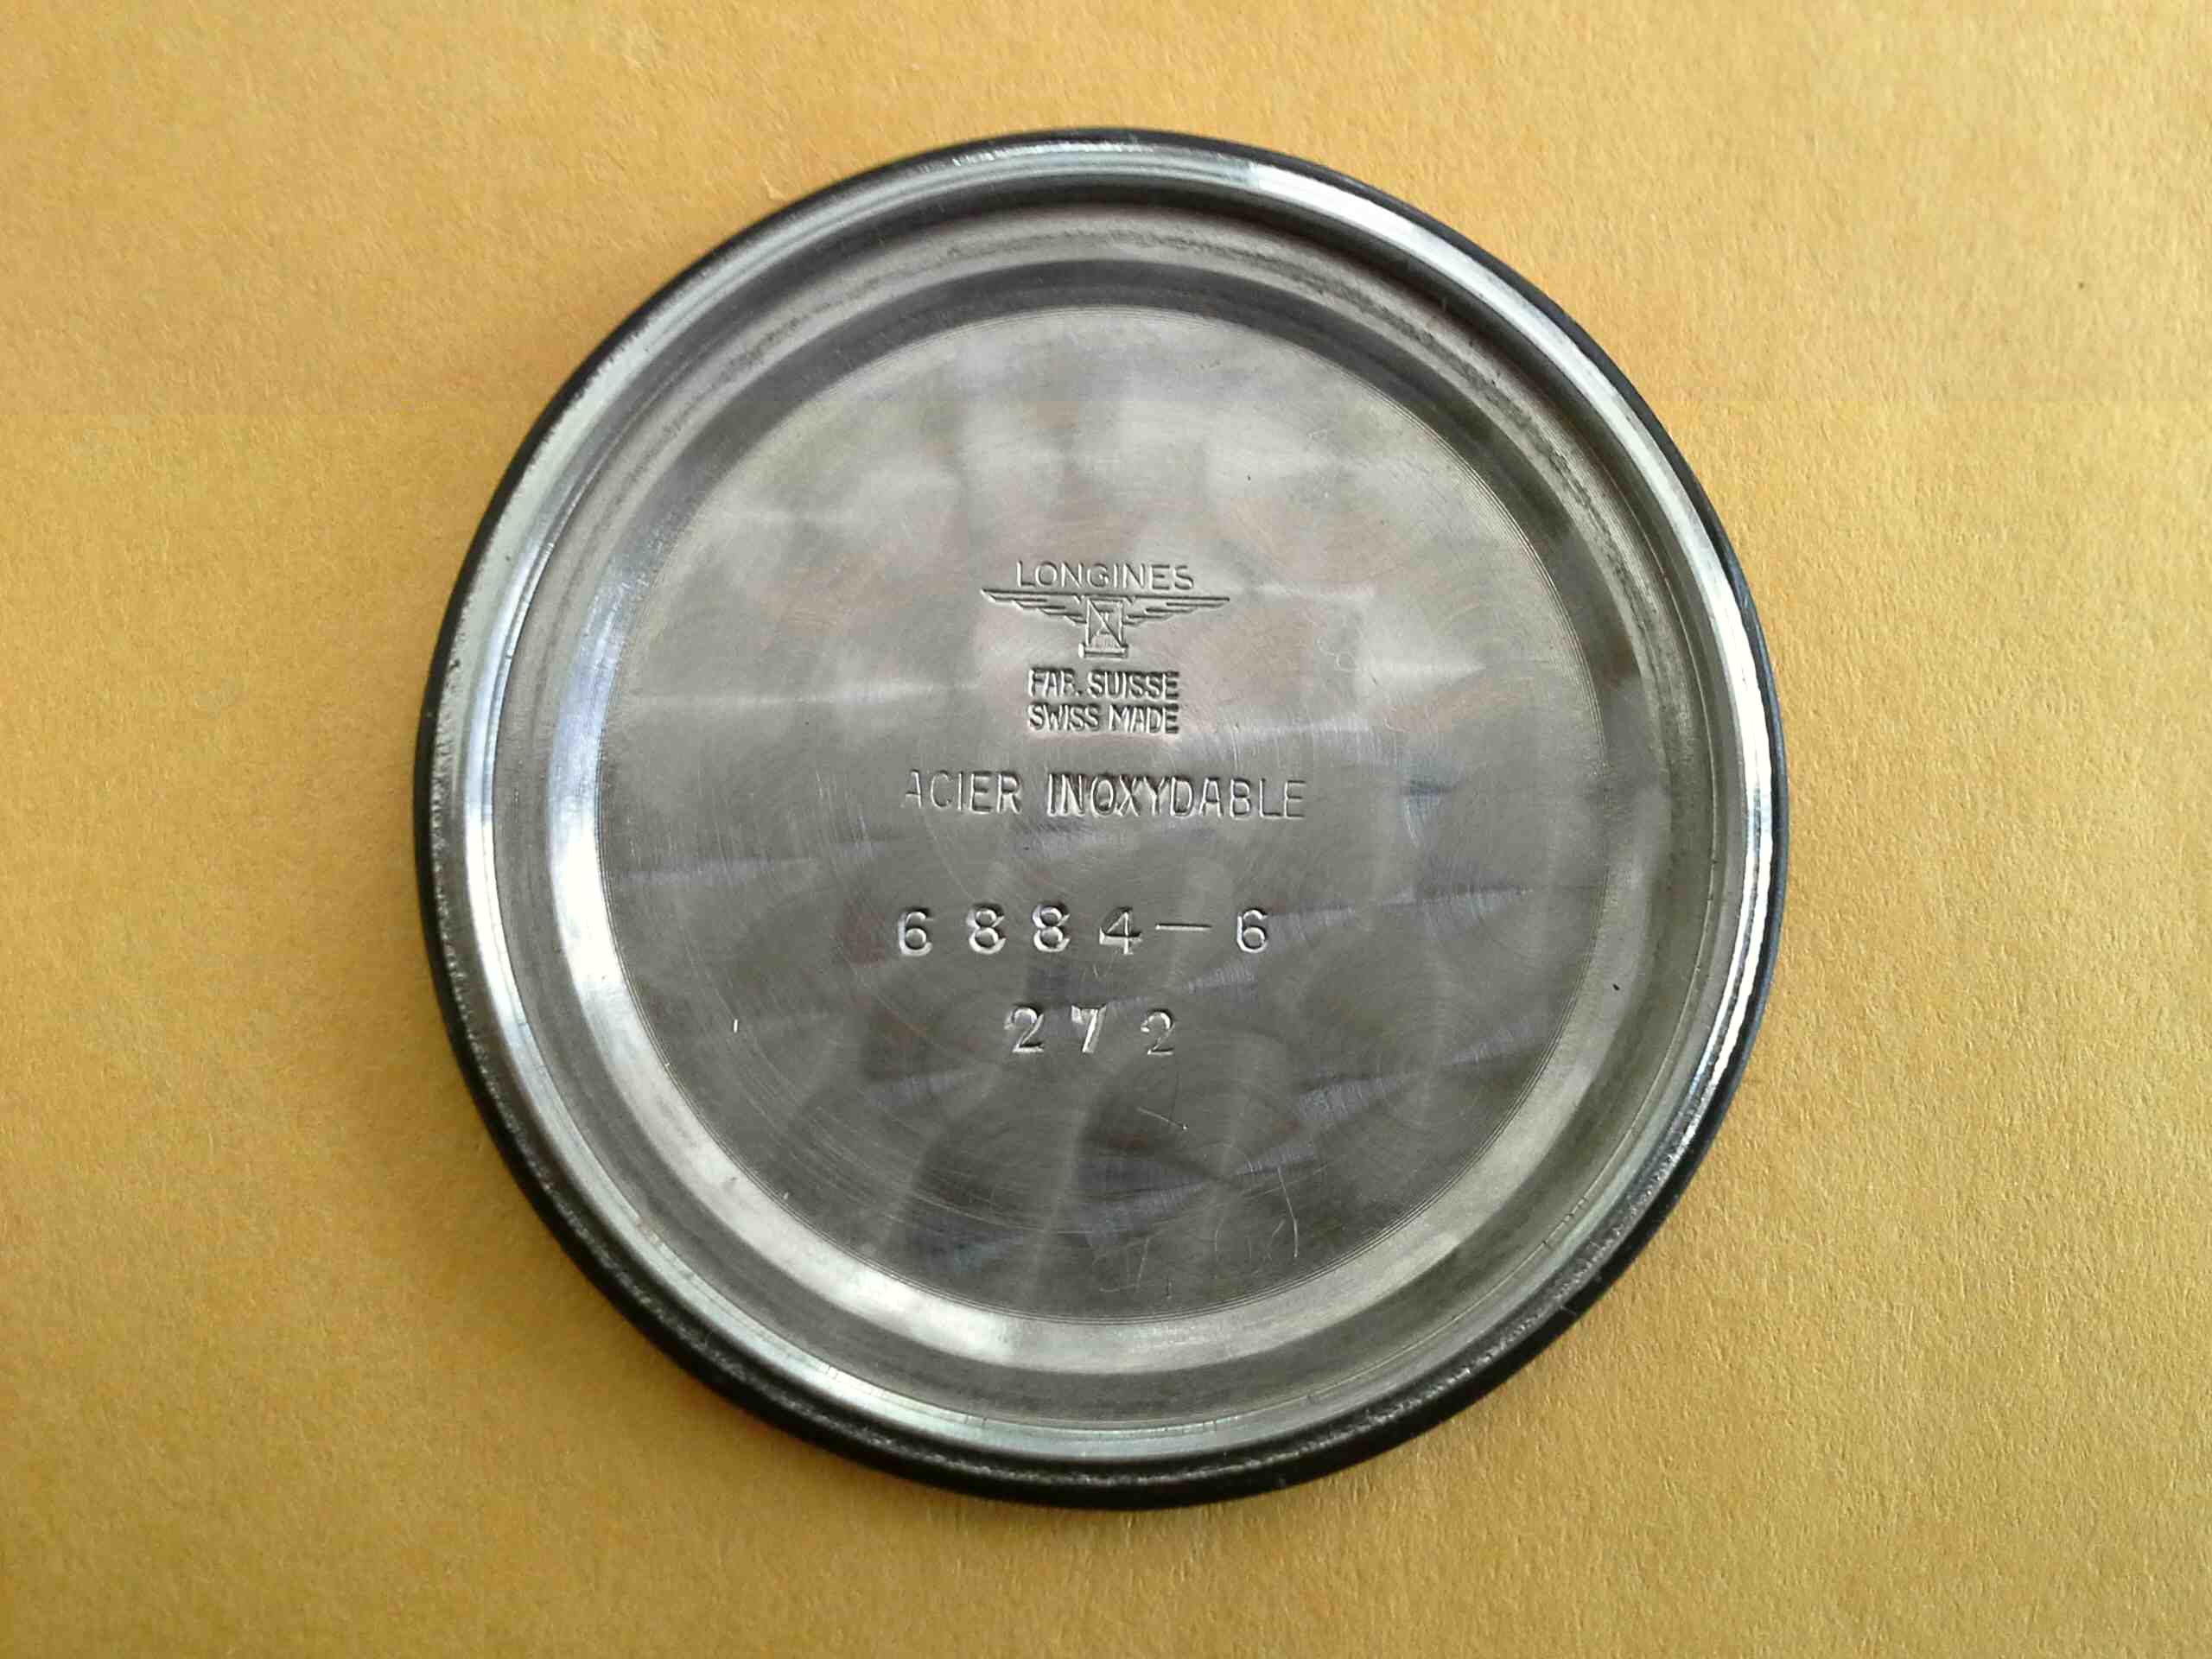 LONGINES
FAB. SUISSE
SWISS MADE
ACIER INOXYDABLE
6884-6
272